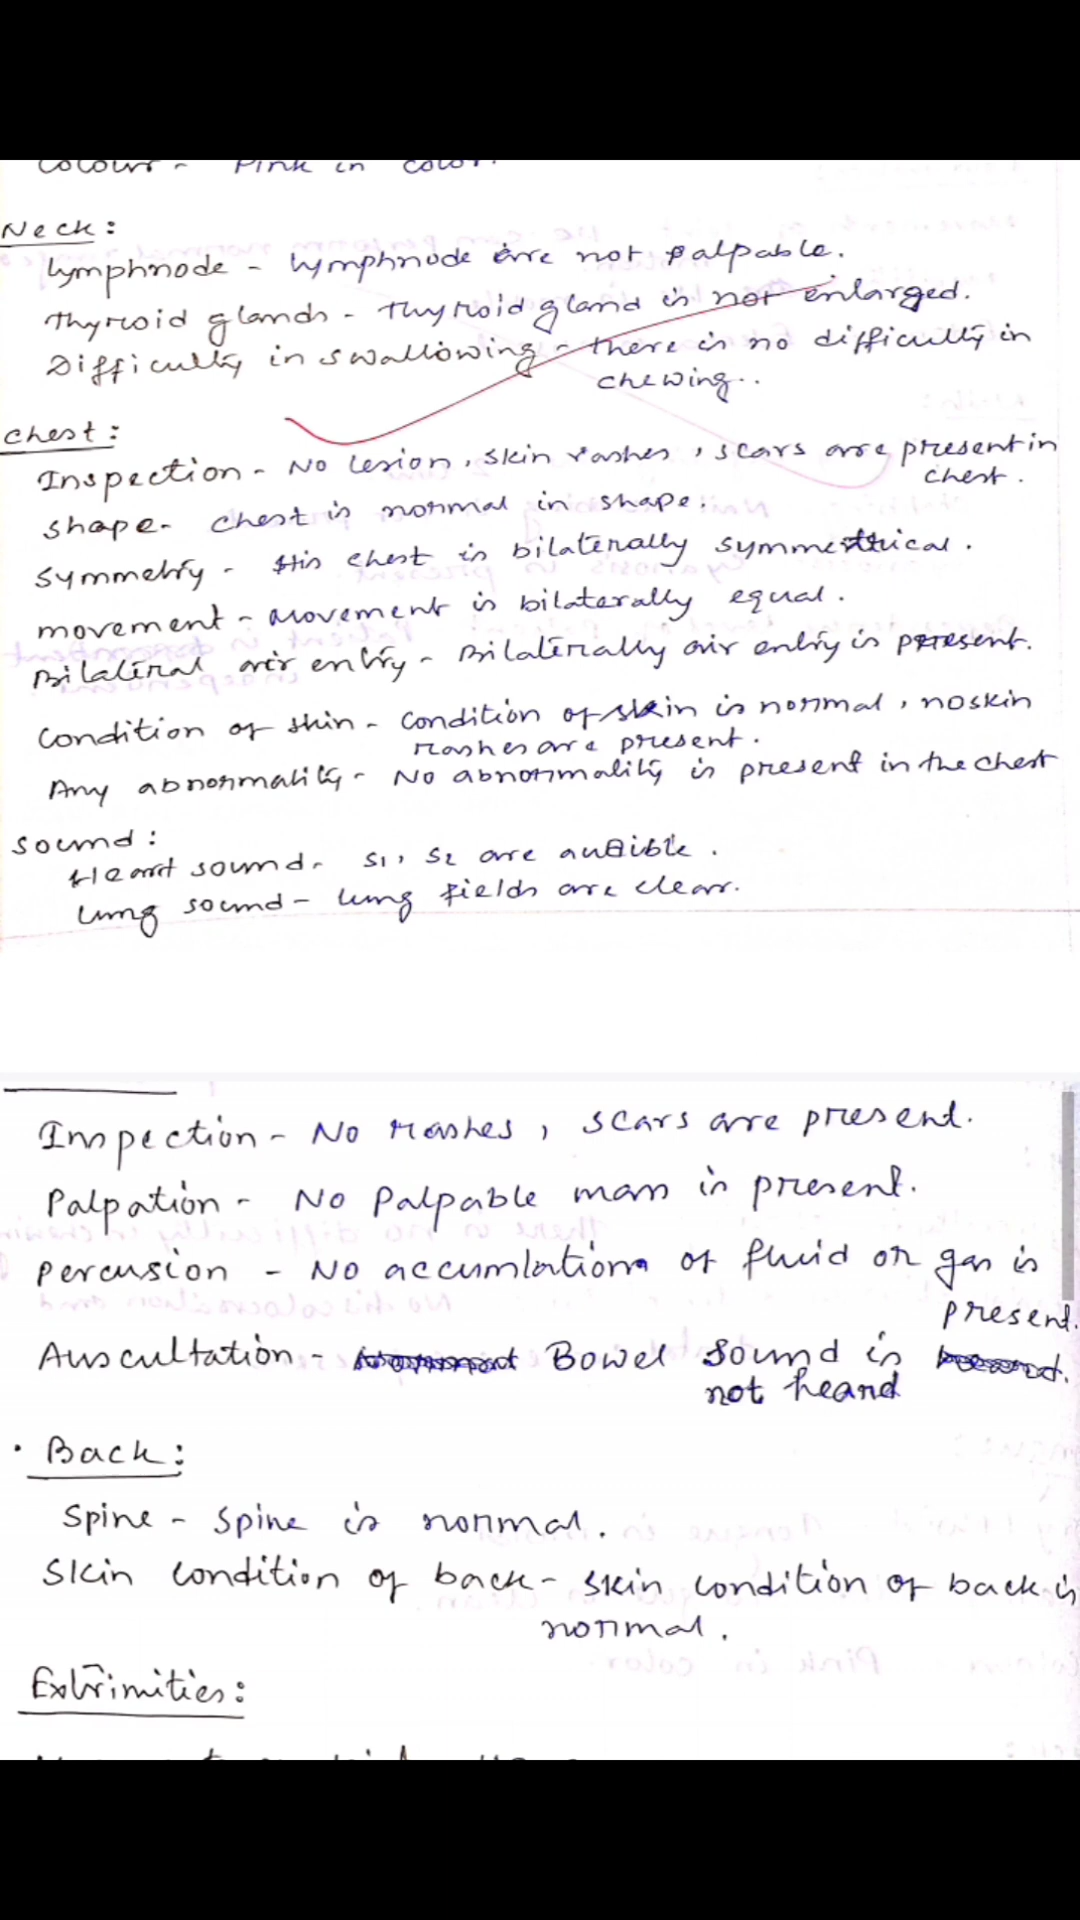 Colour - Pink in color.
Neck:
Lymphnode - Lymphnode are not palpable.
Thyroid glands - Thyroid gland is not enlarged.
Difficulty in swallowing - there is no difficulty in
chewing..
Chest:
Inspection - No lesion, skin rashes, scars are present in
chest.
Shape - chest is normal in shape.
Symmetry - His chest is bilaterally symmetrical.
movement - Movement is bilaterally equal.
Bilateral air entry - Bilaterally air entry is present.
Condition of skin - Condition of skin is normal, no skin
rashes are present.
Any abnormality - No abnormality is present in the chest
Sound:
Heart sound - S1, S2 are audible.
Lung sound - lung fields are clear.
Inspection - No rashes, scars are present.
Palpation - No Palpable mass is present.
Percusion - No accumlation of fluid or gas is
present.
Auscultation - Bowel sound is
not heard
• Back:
Spine - Spine is normal.
Skin condition of back - skin condition of back is
normal.
Extrimities: